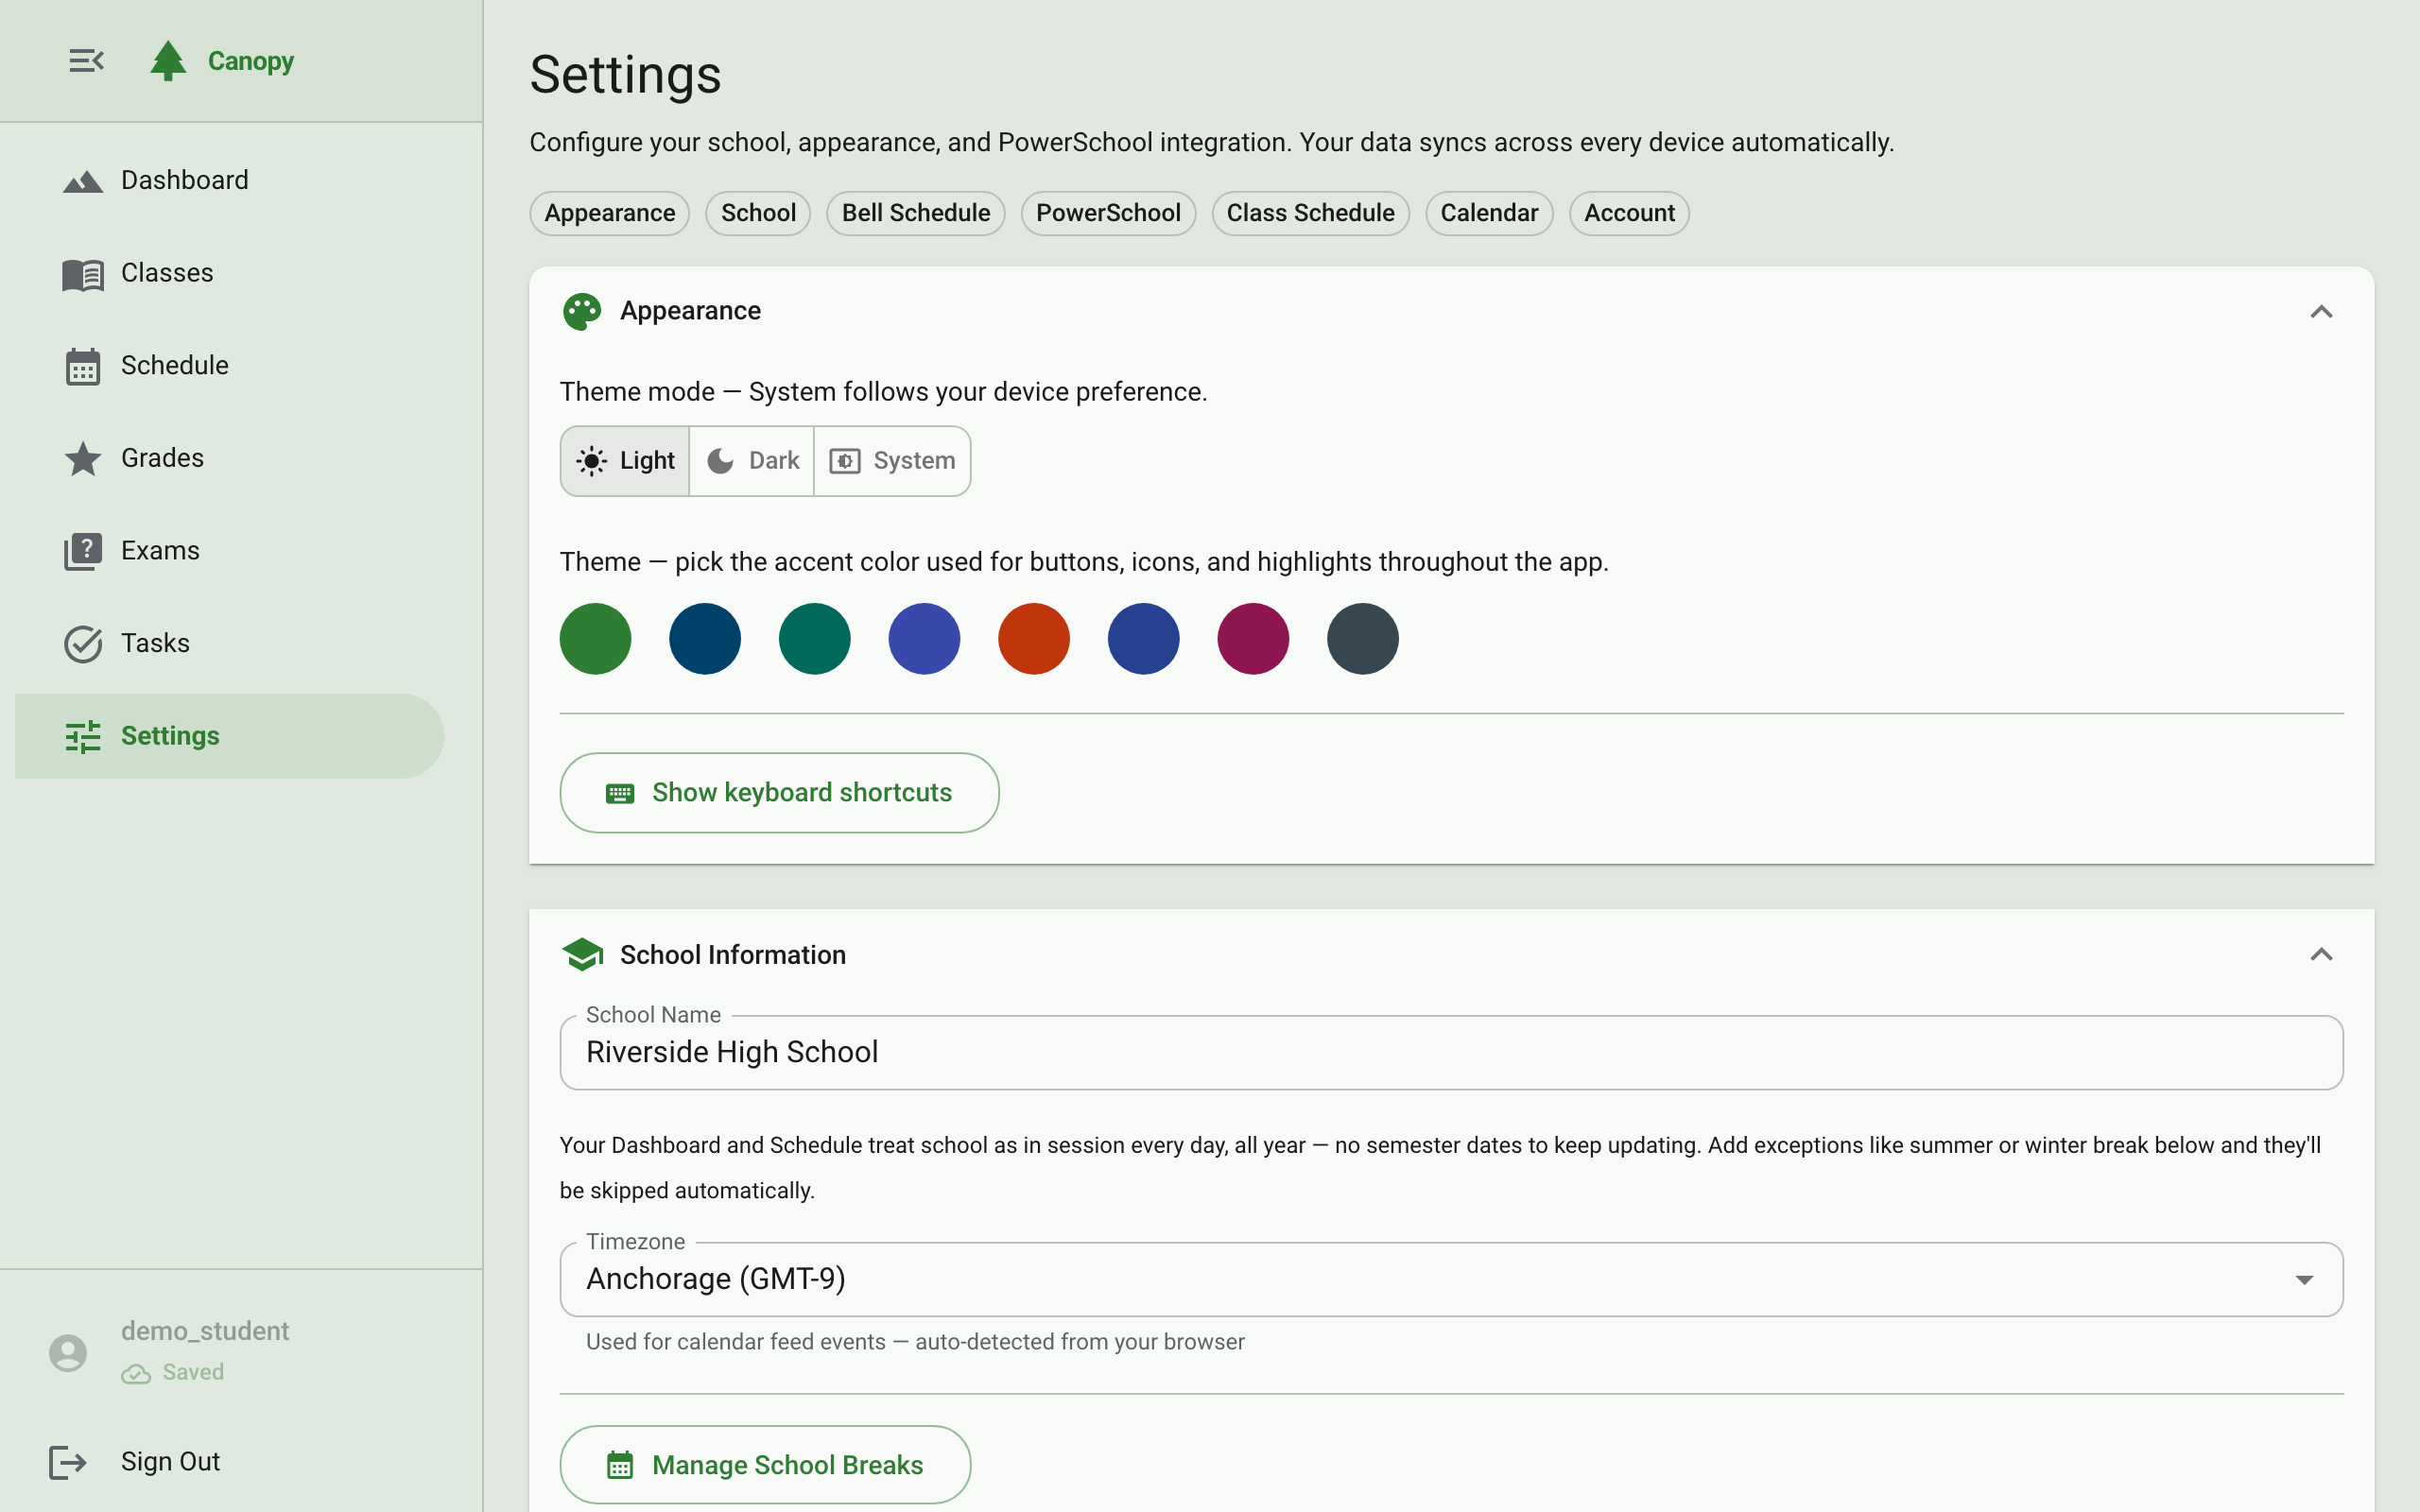 Canopy
Dashboard
Classes
Schedule
Grades
Exams
Tasks
Settings
demo_student
Saved
Sign Out
Settings
Configure your school, appearance, and PowerSchool integration. Your data syncs across every device automatically.
Appearance School Bell Schedule PowerSchool Class Schedule Calendar Account
Appearance
Theme mode — System follows your device preference.
Light Dark System
Theme — pick the accent color used for buttons, icons, and highlights throughout the app.
Show keyboard shortcuts
School Information
School Name
Riverside High School
Your Dashboard and Schedule treat school as in session every day, all year — no semester dates to keep updating. Add exceptions like summer or winter break below and they'll
be skipped automatically.
Timezone
Anchorage (GMT-9)
Used for calendar feed events — auto-detected from your browser
Manage School Breaks